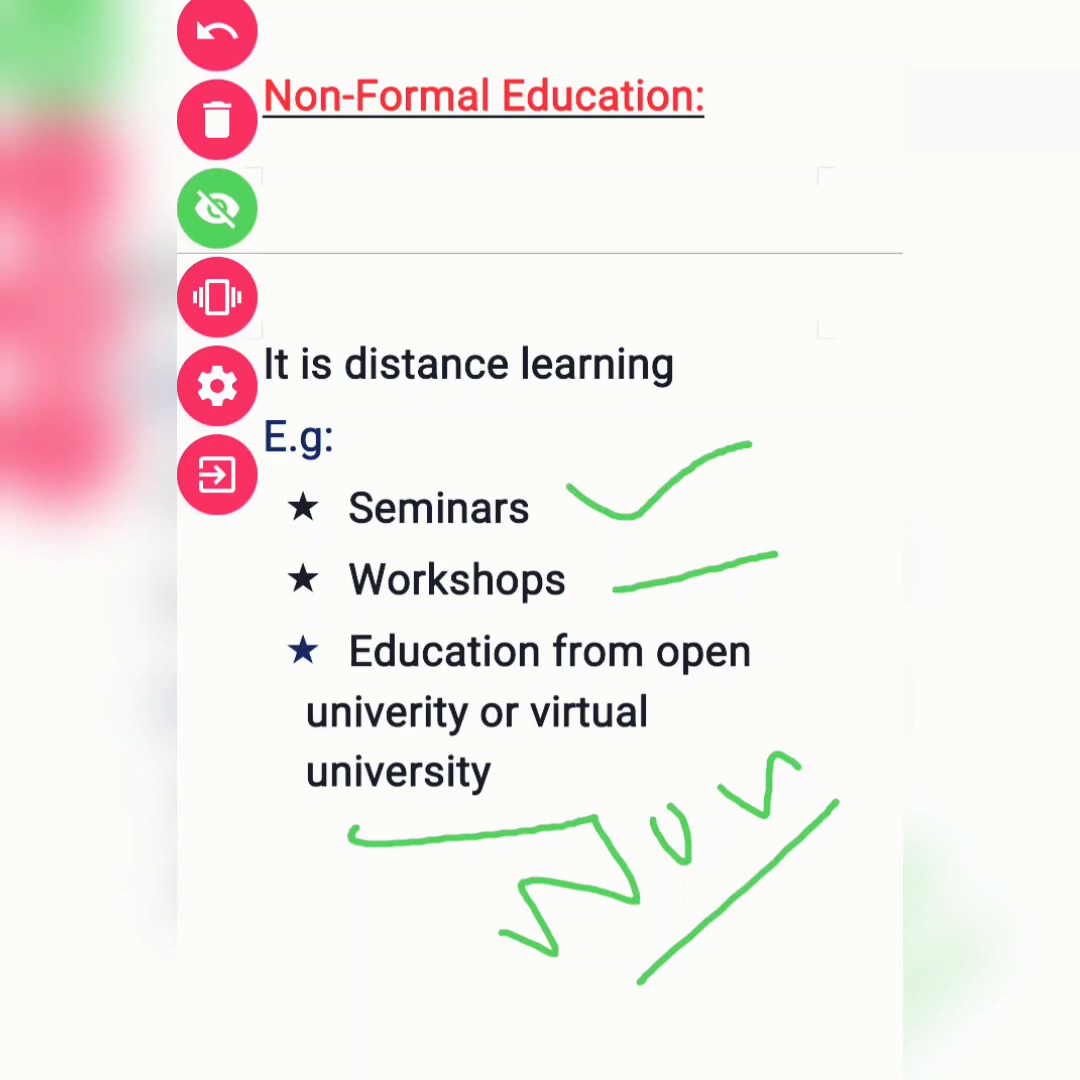 Non-Formal Education:
It is distance learning
E.g:
★ Seminars
★ Workshops
★ Education from open
univerity or virtual
university